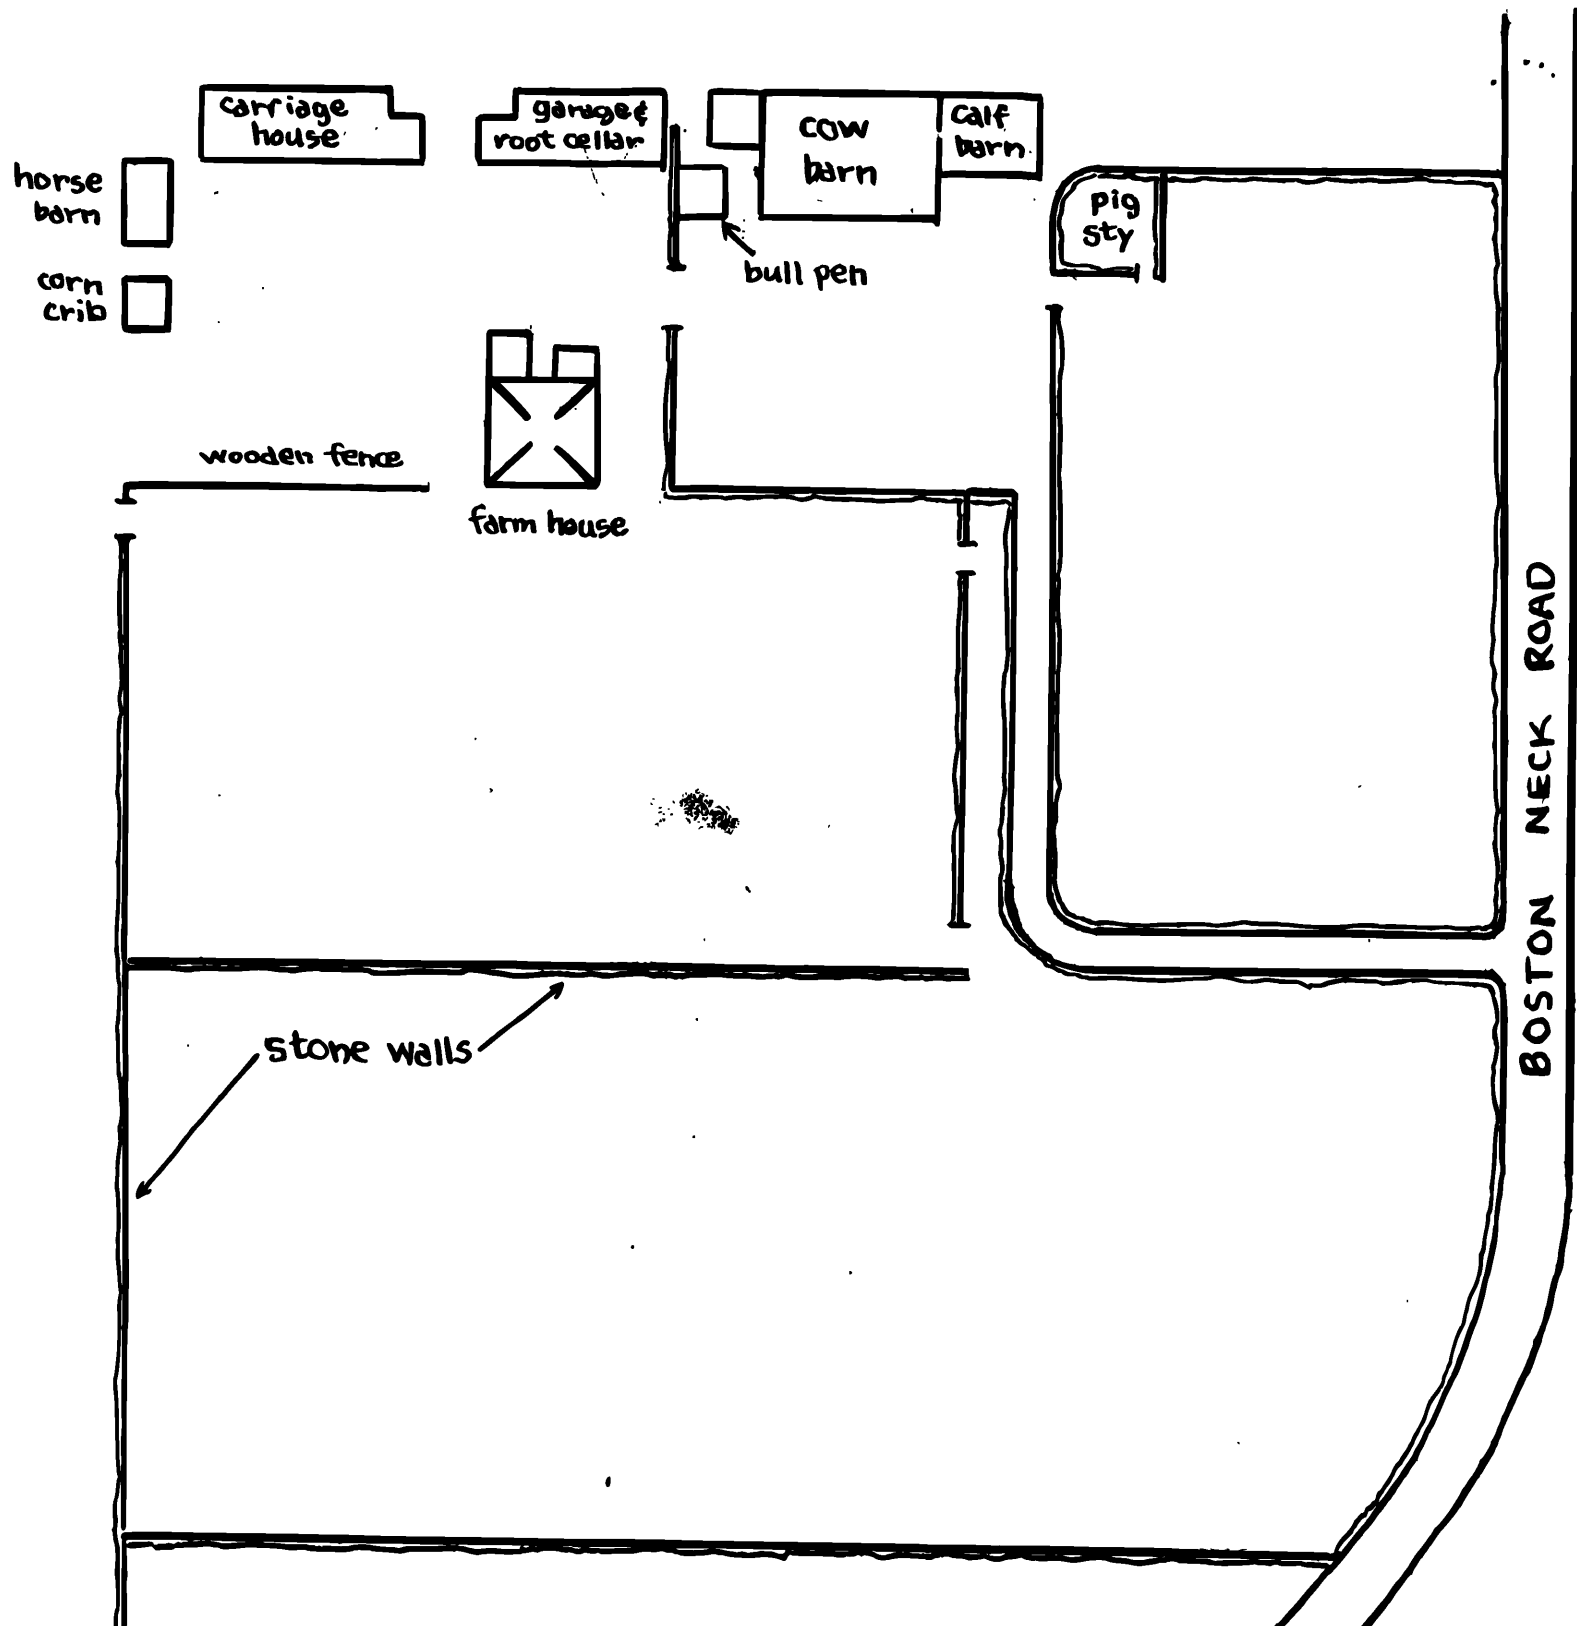 carriage
house
garage &
root cellar
cow
barn
calf
barn
horse
barn
pig
sty
bull pen
corn
crib
wooden fence
farm house
BOSTON NECK ROAD
stone walls